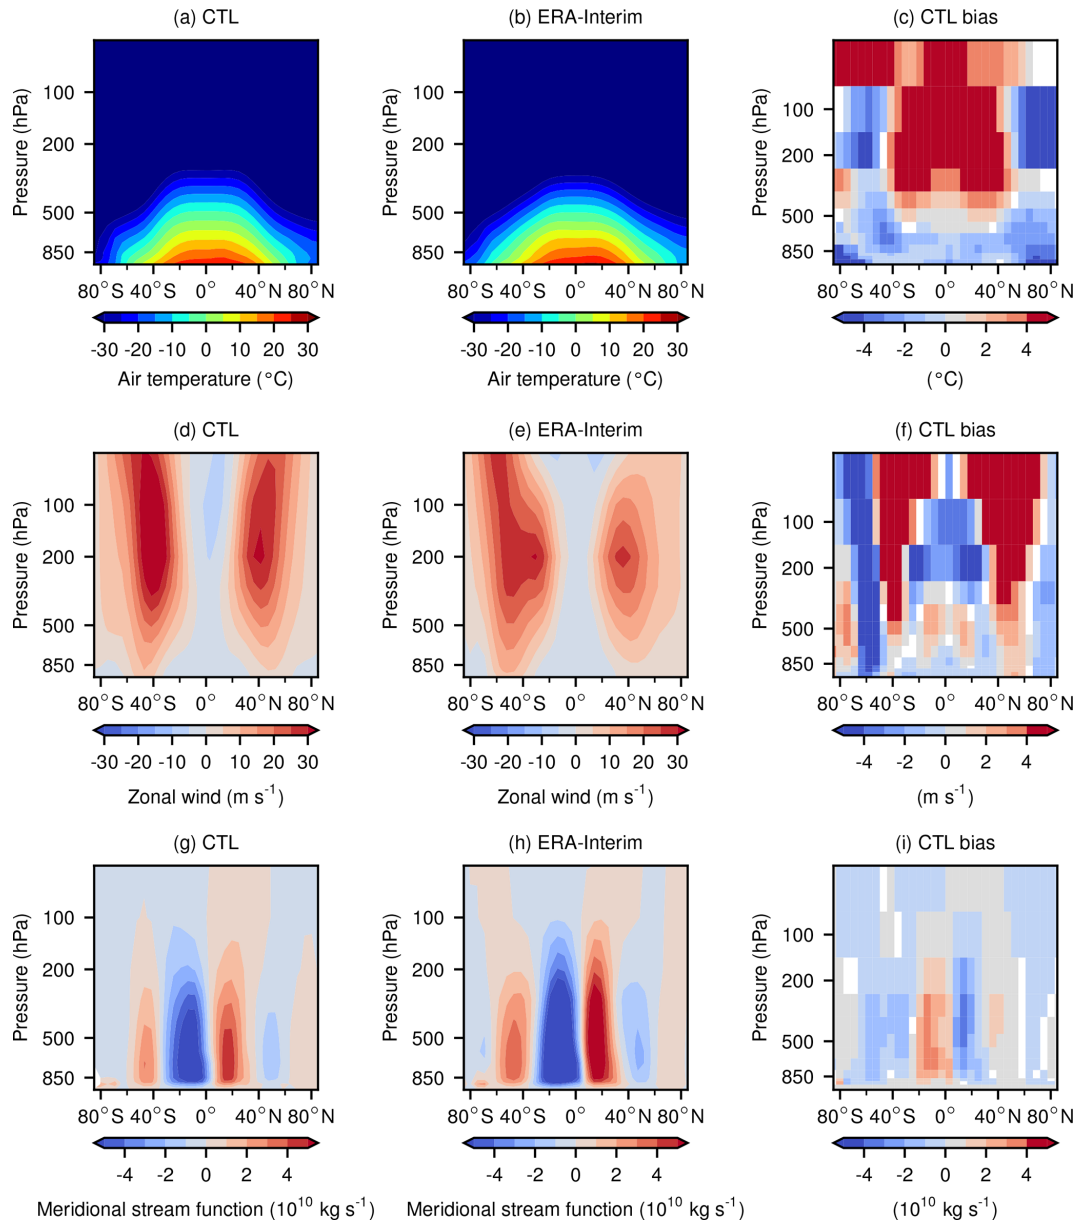 (a) CTL
(b) ERA-Interim
(c) CTL bias
Pressure (hPa)
100
200
500
850
80°S 40°S 0° 40°N 80°N
-30 -20 -10 0 10 20 30
Air temperature (°C)
Pressure (hPa)
100
200
500
850
80°S 40°S 0° 40°N 80°N
-30 -20 -10 0 10 20 30
Air temperature (°C)
Pressure (hPa)
100
200
500
850
80°S 40°S 0° 40°N 80°N
-4 -2 0 2 4
(°C)
(d) CTL
(e) ERA-Interim
(f) CTL bias
Pressure (hPa)
100
200
500
850
80°S 40°S 0° 40°N 80°N
-30 -20 -10 0 10 20 30
Zonal wind (m s⁻¹)
Pressure (hPa)
100
200
500
850
80°S 40°S 0° 40°N 80°N
-30 -20 -10 0 10 20 30
Zonal wind (m s⁻¹)
Pressure (hPa)
100
200
500
850
80°S 40°S 0° 40°N 80°N
-4 -2 0 2 4
(m s⁻¹)
(g) CTL
(h) ERA-Interim
(i) CTL bias
Pressure (hPa)
100
200
500
850
80°S 40°S 0° 40°N 80°N
-4 -2 0 2 4
Meridional stream function (10¹⁰ kg s⁻¹)
Pressure (hPa)
100
200
500
850
80°S 40°S 0° 40°N 80°N
-4 -2 0 2 4
Meridional stream function (10¹⁰ kg s⁻¹)
Pressure (hPa)
100
200
500
850
80°S 40°S 0° 40°N 80°N
-4 -2 0 2 4
(10¹⁰ kg s⁻¹)